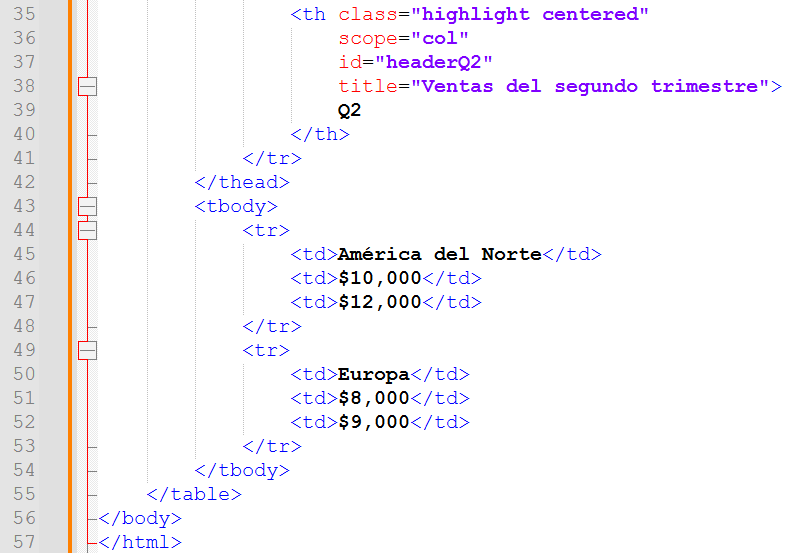 35 <th class="highlight centered"
36 scope="col"
37 id="headerQ2"
38 title="Ventas del segundo trimestre">
39 Q2
40 </th>
41 </tr>
42 </thead>
43 <tbody>
44 <tr>
45 <td>América del Norte</td>
46 <td>$10,000</td>
47 <td>$12,000</td>
48 </tr>
49 <tr>
50 <td>Europa</td>
51 <td>$8,000</td>
52 <td>$9,000</td>
53 </tr>
54 </tbody>
55 </table>
56 </body>
57 </html>